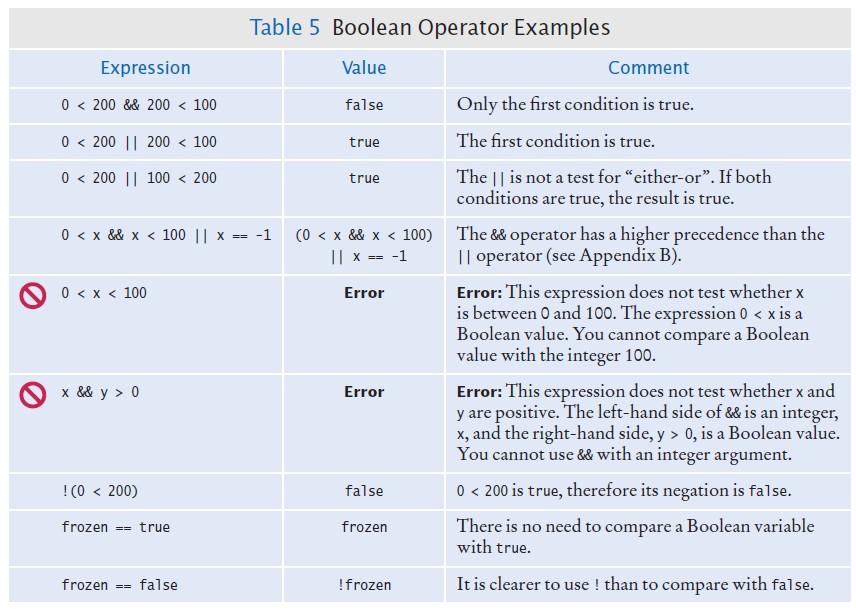 Table 5 Boolean Operator Examples
Expression Value Comment
0 < 200 && 200 < 100 false Only the first condition is true.
0 < 200 || 200 < 100 true The first condition is true.
0 < 200 || 100 < 200 true The || is not a test for “either-or”. If both
conditions are true, the result is true.
0 < x && x < 100 || x == -1 (0 < x && x < 100) The && operator has a higher precedence than the
|| x == -1 || operator (see Appendix B).
0 < x < 100 Error Error: This expression does not test whether x
is between 0 and 100. The expression 0 < x is a
Boolean value. You cannot compare a Boolean
value with the integer 100.
x && y > 0 Error Error: This expression does not test whether x and
y are positive. The left-hand side of && is an integer,
x, and the right-hand side, y > 0, is a Boolean value.
You cannot use && with an integer argument.
!(0 < 200) false 0 < 200 is true, therefore its negation is false.
frozen == true frozen There is no need to compare a Boolean variable
with true.
frozen == false !frozen It is clearer to use ! than to compare with false.